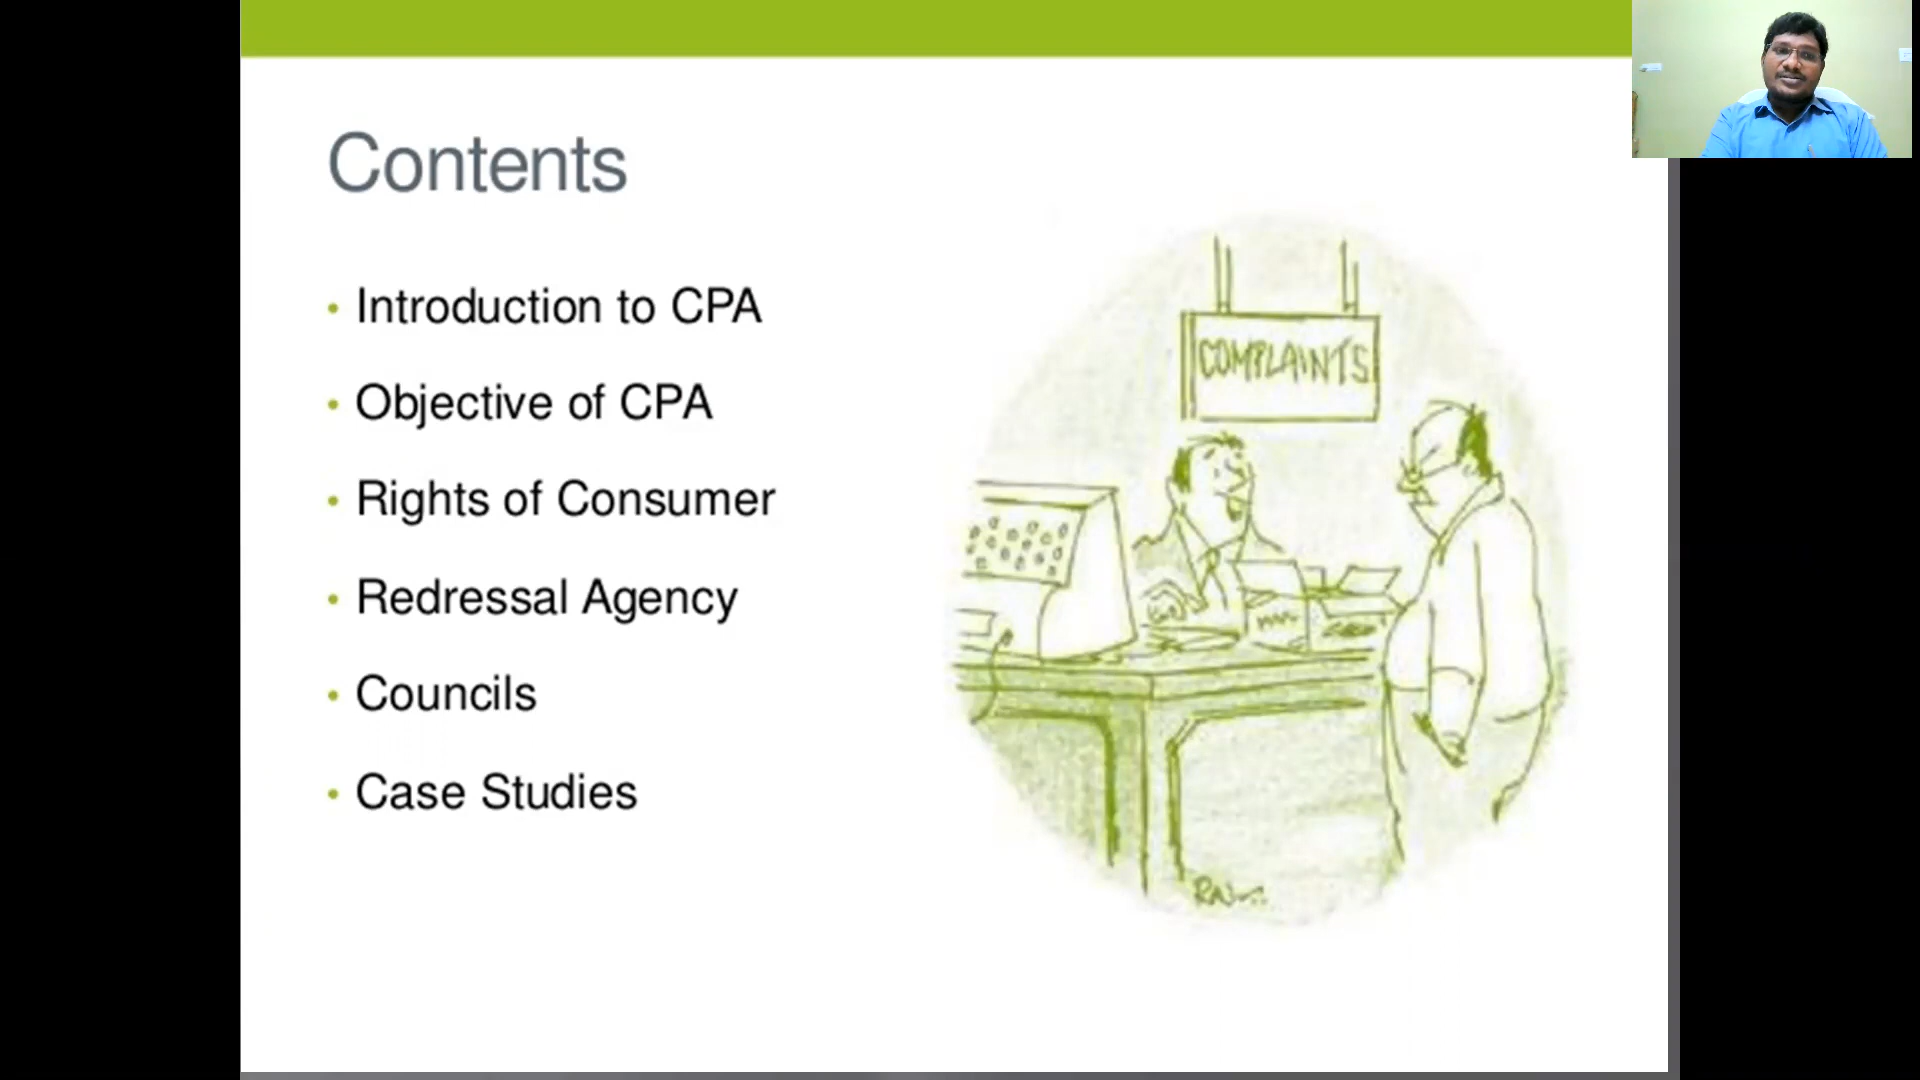 Contents
• Introduction to CPA
• Objective of CPA
• Rights of Consumer
• Redressal Agency
• Councils
• Case Studies
COMPLAINTS